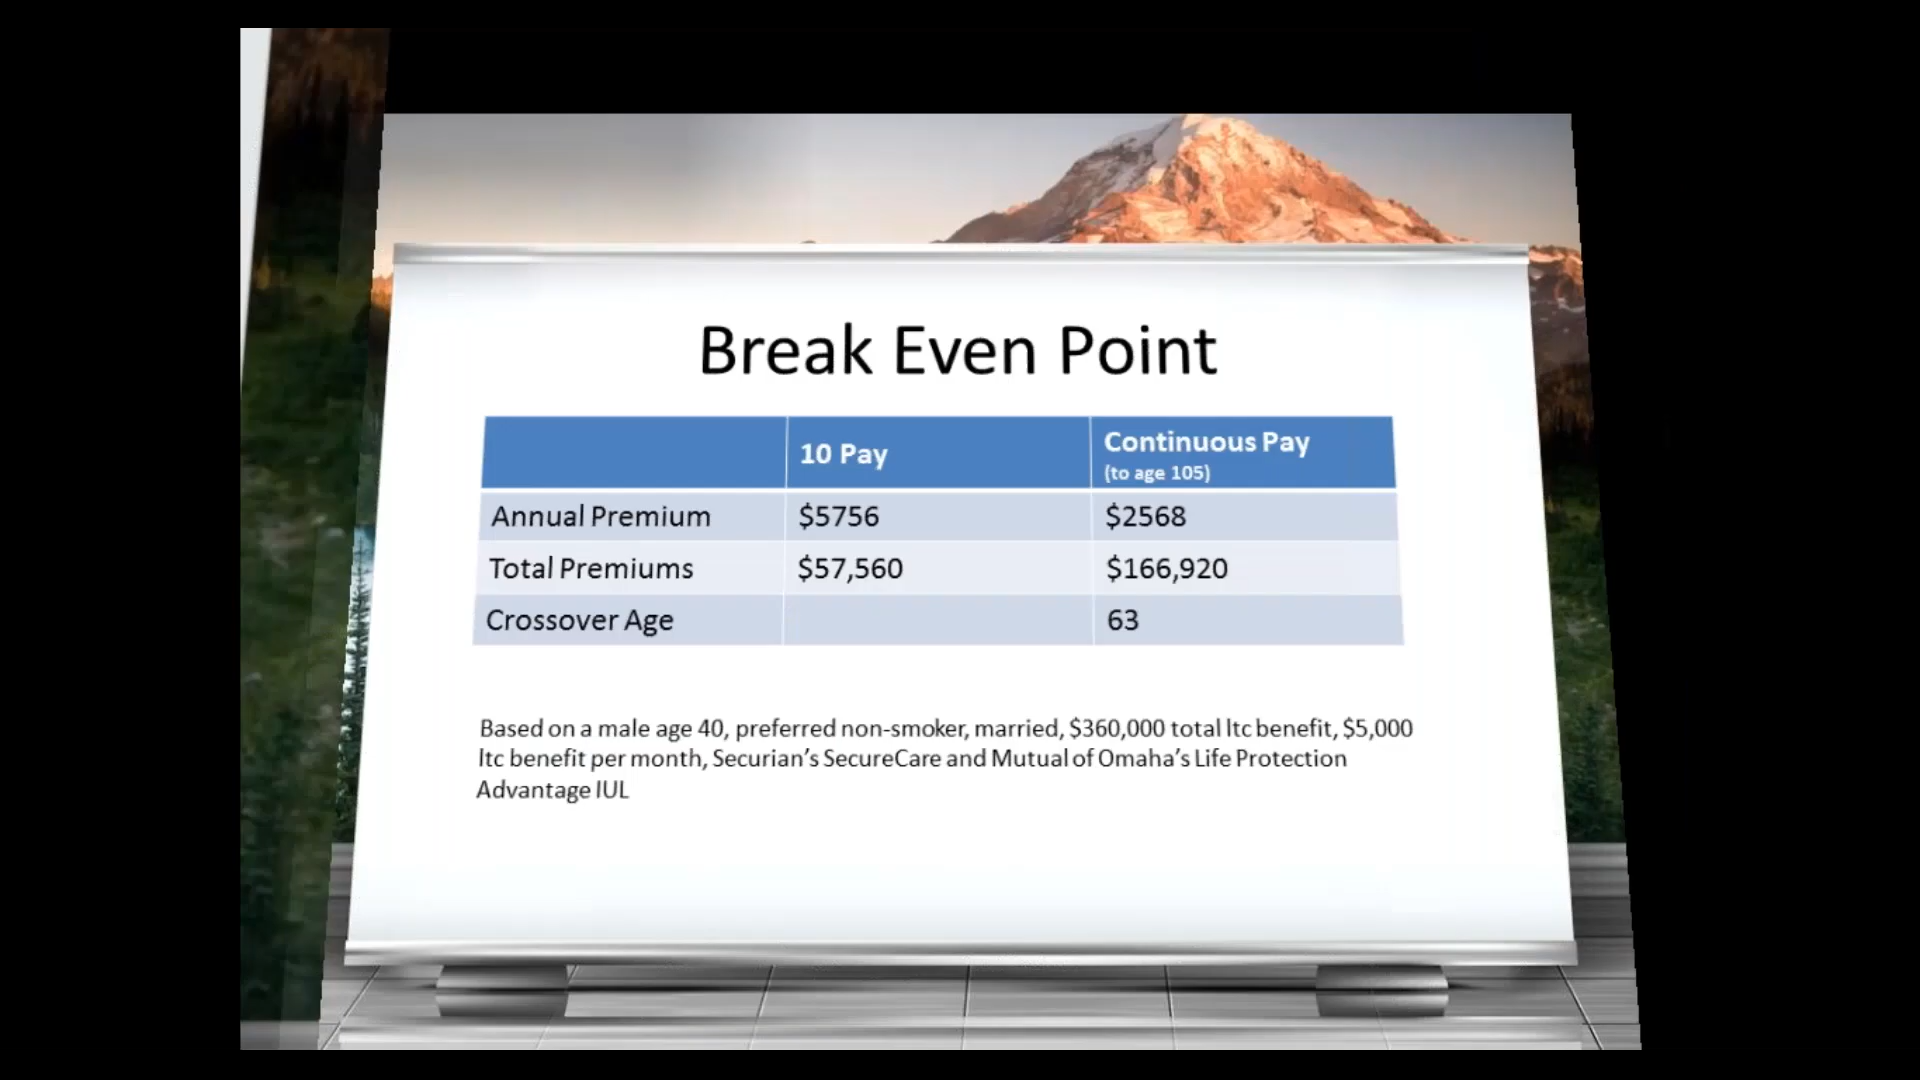 Break Even Point
10 Pay
Continuous Pay
(to age 105)
Annual Premium $5756 $2568
Total Premiums $57,560 $166,920
Crossover Age 63
Based on a male age 40, preferred non-smoker, married, $360,000 total ltc benefit, $5,000
ltc benefit per month, Securian’s SecureCare and Mutual of Omaha’s Life Protection
Advantage IUL